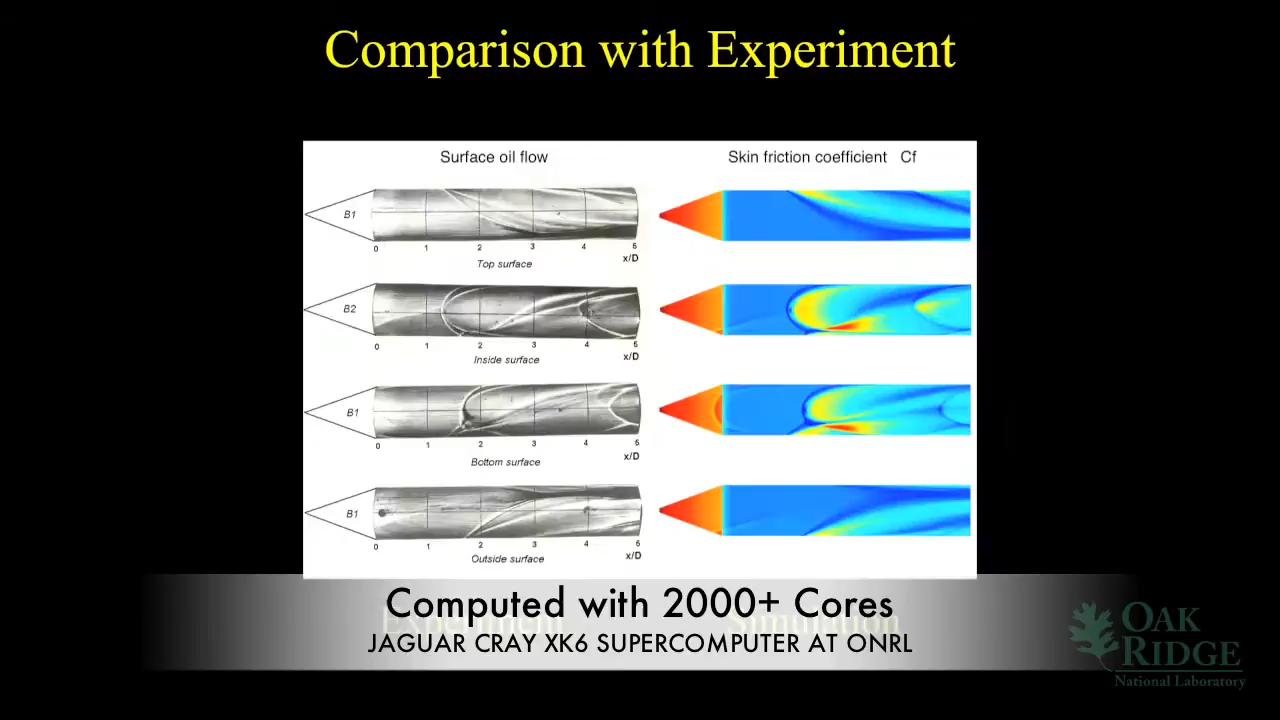 Comparison with Experiment
Surface oil flow
Skin friction coefficient Cf
B1
0 1 2 3 4 5
x/D
Top surface
B2
0 1 2 3 4 5
x/D
Inside surface
B1
0 1 2 3 4 5
x/D
Bottom surface
B1
0 1 2 3 4 5
x/D
Outside surface
Experiment
Simulation
Computed with 2000+ Cores
JAGUAR CRAY XK6 SUPERCOMPUTER AT ONRL
OAK
RIDGE
National Laboratory